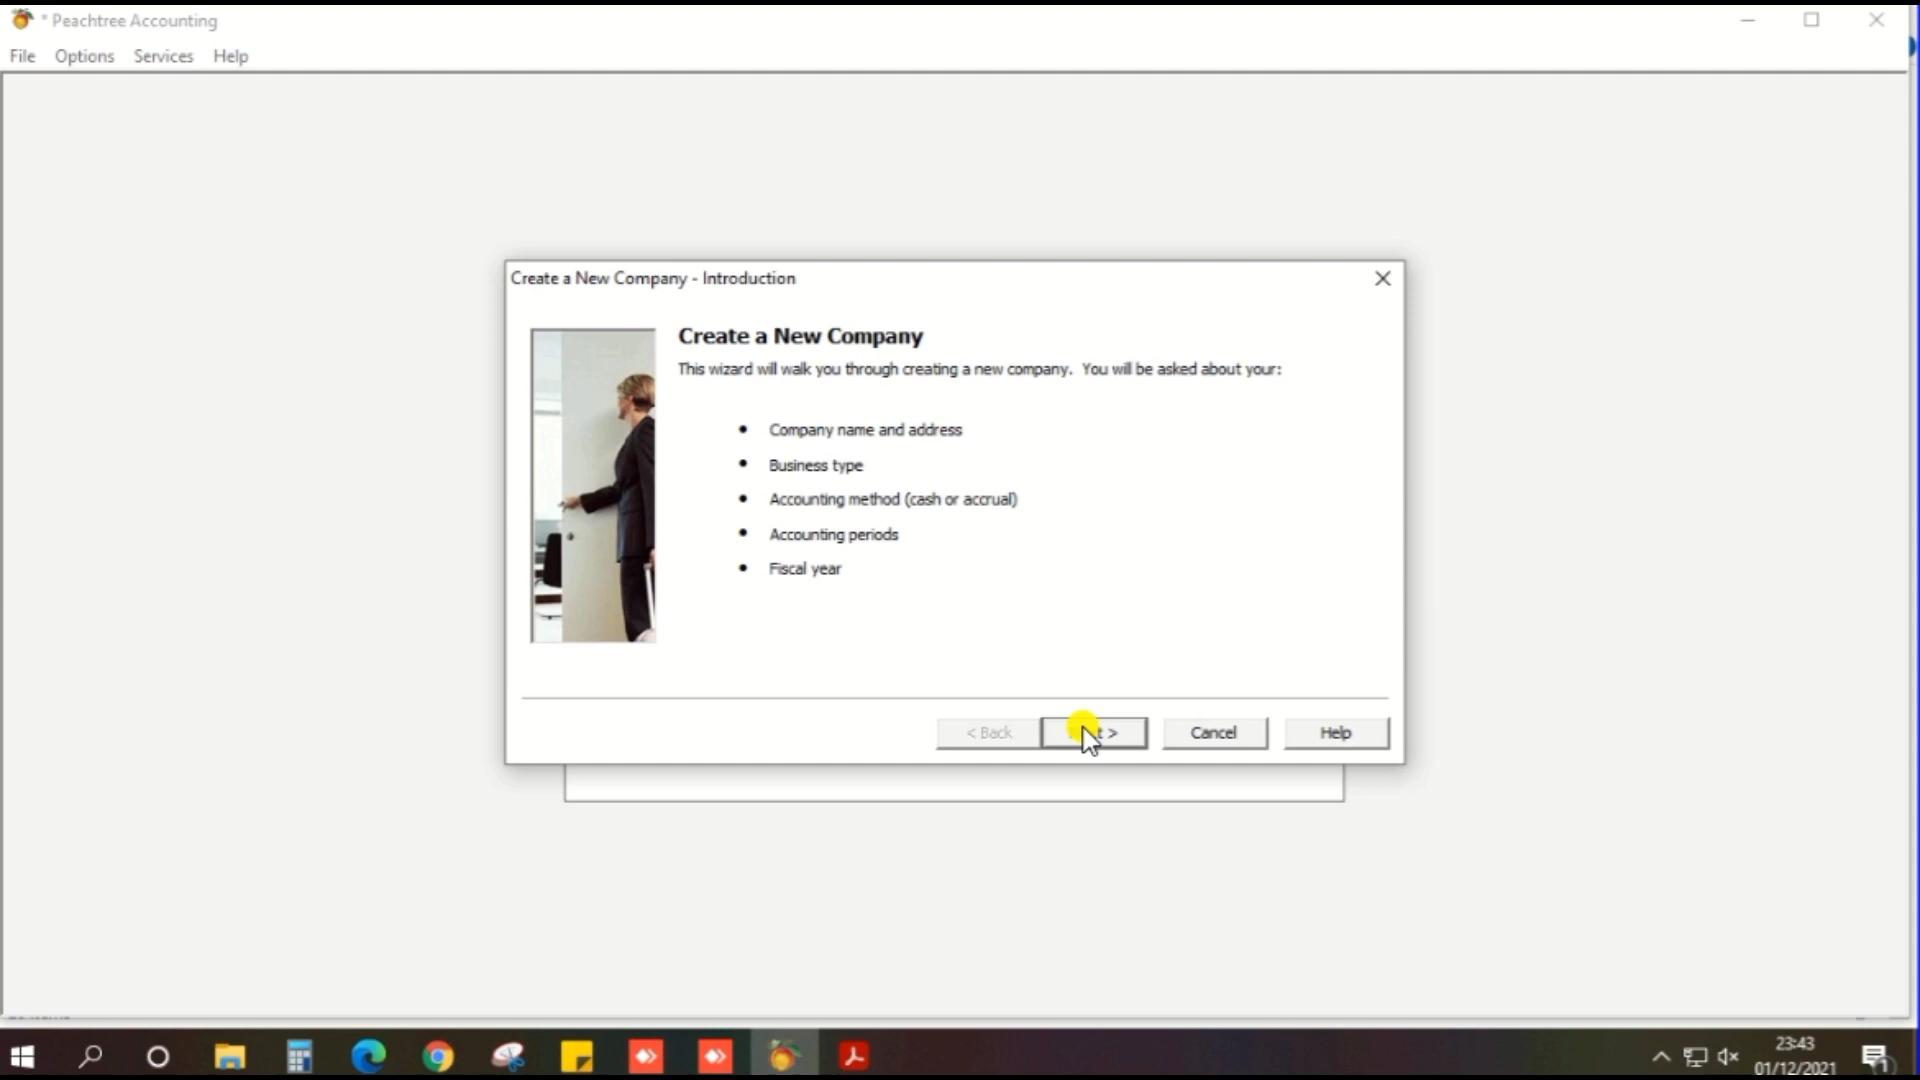 * Peachtree Accounting
File Options Services Help
Create a New Company - Introduction
Create a New Company
This wizard will walk you through creating a new company. You will be asked about your:
• Company name and address
• Business type
• Accounting method (cash or accrual)
• Accounting periods
• Fiscal year
< Back t > Cancel Help
23:43
01/12/2021
1